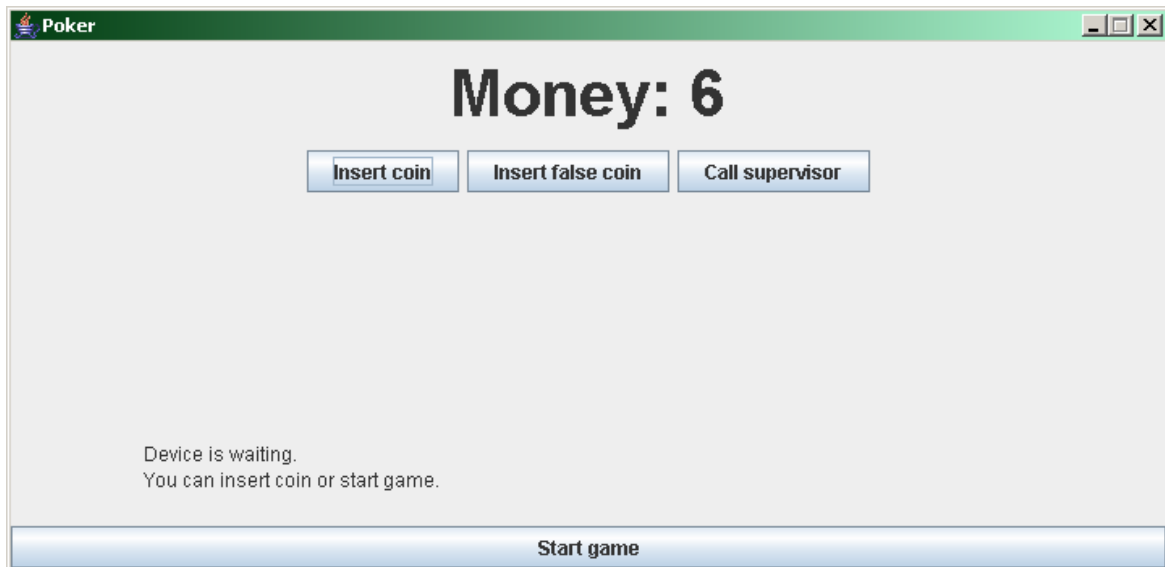 Poker
Money: 6
Insert coin Insert false coin Call supervisor
Device is waiting.
You can insert coin or start game.
Start game